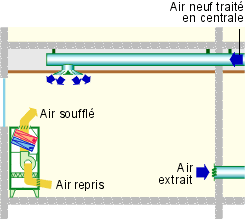 Air neuf traité
en centrale
Air soufflé
Air repris
Air
extrait